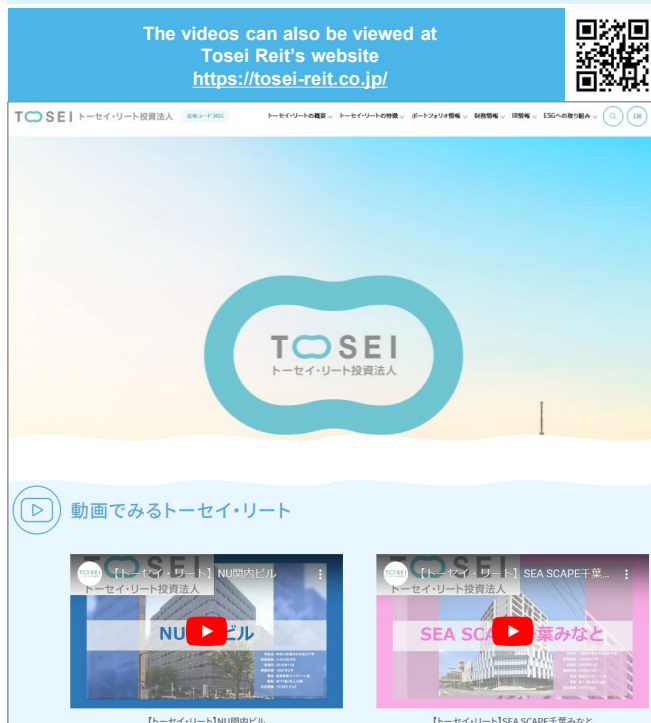 The videos can also be viewed at
Tosei Reit's website
https://tosei-reit.co.jp/
TOSEI トーセイ・リート投資法人 証券コード 3451 トーセイ・リートの概要 トーセイ・リートの特徴 ポートフォリオ情報 財務情報 IR情報 ESGへの取り組み EN
TOSEI
トーセイ・リート投資法人
動画でみるトーセイ・リート
TOSEI 【トーセイ・リート】NU関内ビル
トーセイ・リート投資法人
NU ビル
【トーセイ・リート】NU関内ビル
TOSEI 【トーセイ・リート】SEA SCAPE千葉...
トーセイ・リート投資法人
SEA SCA 葉みなと
【トーセイ・リート】SEA SCAPE千葉みなと